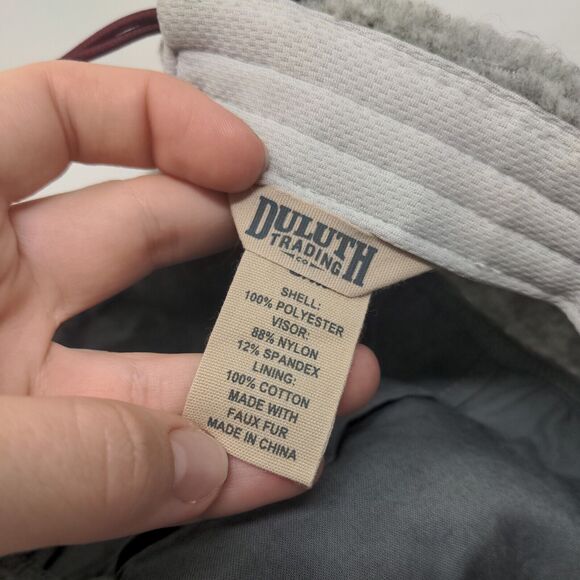 DULUTH
TRADING
CO
SHELL:
100% POLYESTER
VISOR:
88% NYLON
12% SPANDEX
LINING:
100% COTTON
MADE WITH
FAUX FUR
MADE IN CHINA